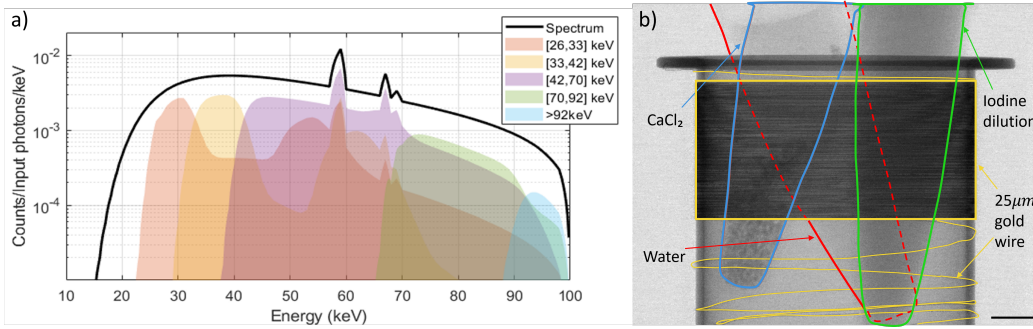 a)
Spectrum
[26,33] keV
[33,42] keV
[42,70] keV
[70,92] keV
>92keV
10⁻²
10⁻³
10⁻⁴
Counts/Input photons/keV
10 20 30 40 50 60 70 80 90 100
Energy (keV)
b)
CaCl₂
Iodine
dilution
25μm
gold
wire
Water